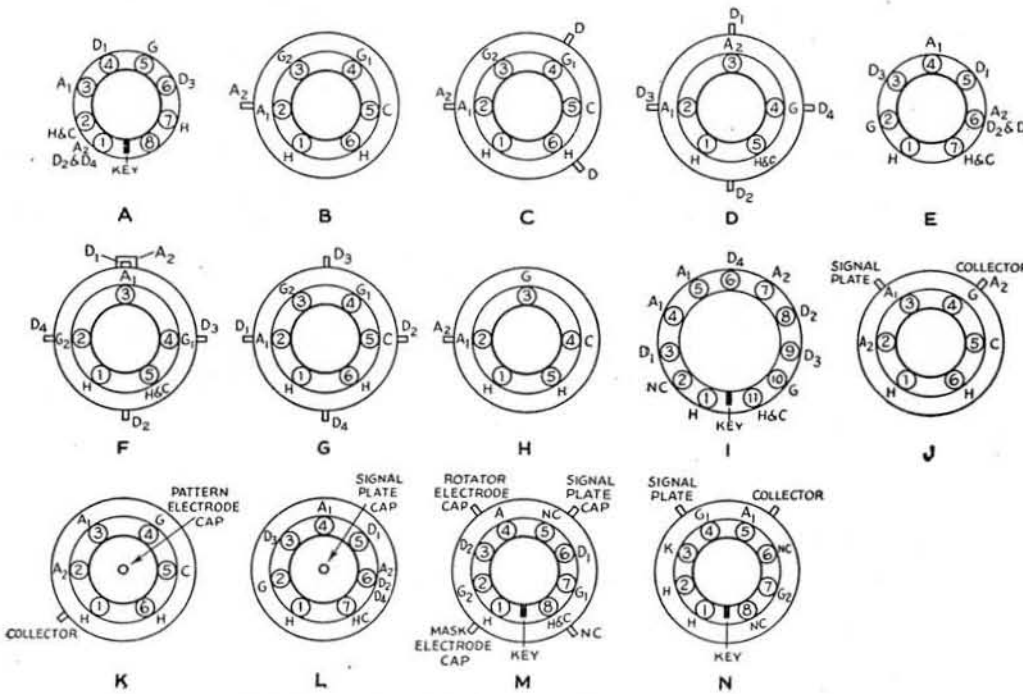 D₁ G
A₁ 4 5 D₃
3 6
H&C 2 7 H
A₂ 1 8
D₂&D₄
KEY
A
G₂ G₁
3 4
A₂ A₁ 2 5 C
1 6
H H
B
D
G₂ G₁
3 4
A₂ A₁ 2 5 C
1 6
H H
D
C
D₁
A₂
3
D₃ A₁ 2 4 G D₄
1 5
H H&C
D₂
D
A₁
D₃ 4 D₁
3 5
G 2 6 A₂
D₂&D
1 7
H H&C
E
D₁ A₂
A₁
3
D₄ G₂ 2 4 G₁ D₃
1 5
H H&C
D₂
F
D₃
G₂ G₁
3 4
D₁ A₁ 2 5 C D₂
1 6
H H
D₄
G
G
3
A₂ A₁ 2 4 C
1 5
H H
H
D₄
A₁ 6 A₂
5 7
A₁ 4 8 D₂
D₁ 3 9 D₃
NC 2 10 G
H 1 11 H&C
KEY
I
SIGNAL
PLATE
COLLECTOR
A₁ G A₂
3 4
A₂ 2 5 C
1 6
H H
J
PATTERN
ELECTRODE
CAP
A₁ G
3 4
A₂ 2 5 C
1 6
H H
COLLECTOR
K
SIGNAL
PLATE
CAP
A₁
D₃ 4 D₁
3 5
G 2 6 A₂
D₂
D₄
1 7
H HC
L
ROTATOR
ELECTRODE
CAP
SIGNAL
PLATE
CAP
A NC
4 5
D₂ 3 6 D₁
G₂ 2 7 G₁
H 1 8 H&C
MASK
ELECTRODE
CAP
NC
KEY
M
SIGNAL
PLATE
COLLECTOR
G₁ A₁
4 5
K 3 6 NC
H 2 7 G₂
H 1 8 NC
KEY
N